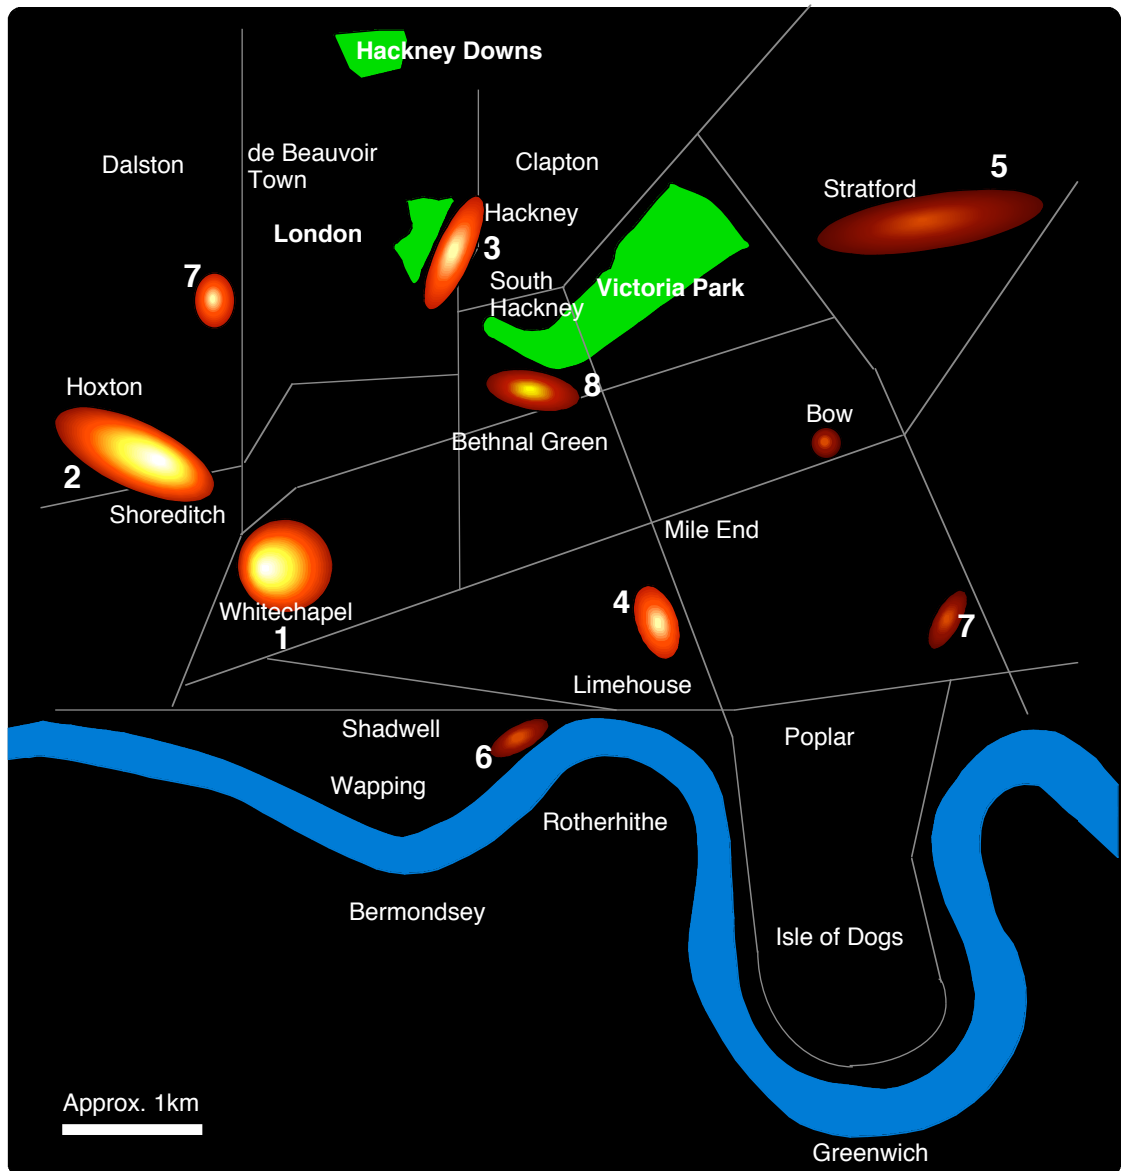 Hackney Downs
Dalston
de Beauvoir
Town
Clapton
5
Stratford
Hackney
London
3
7
South
Hackney
Victoria Park
Hoxton
8
Bow
Bethnal Green
2
Shoreditch
Mile End
Whitechapel
1
4
7
Limehouse
Shadwell
Poplar
6
Wapping
Rotherhithe
Bermondsey
Isle of Dogs
Approx. 1km
Greenwich